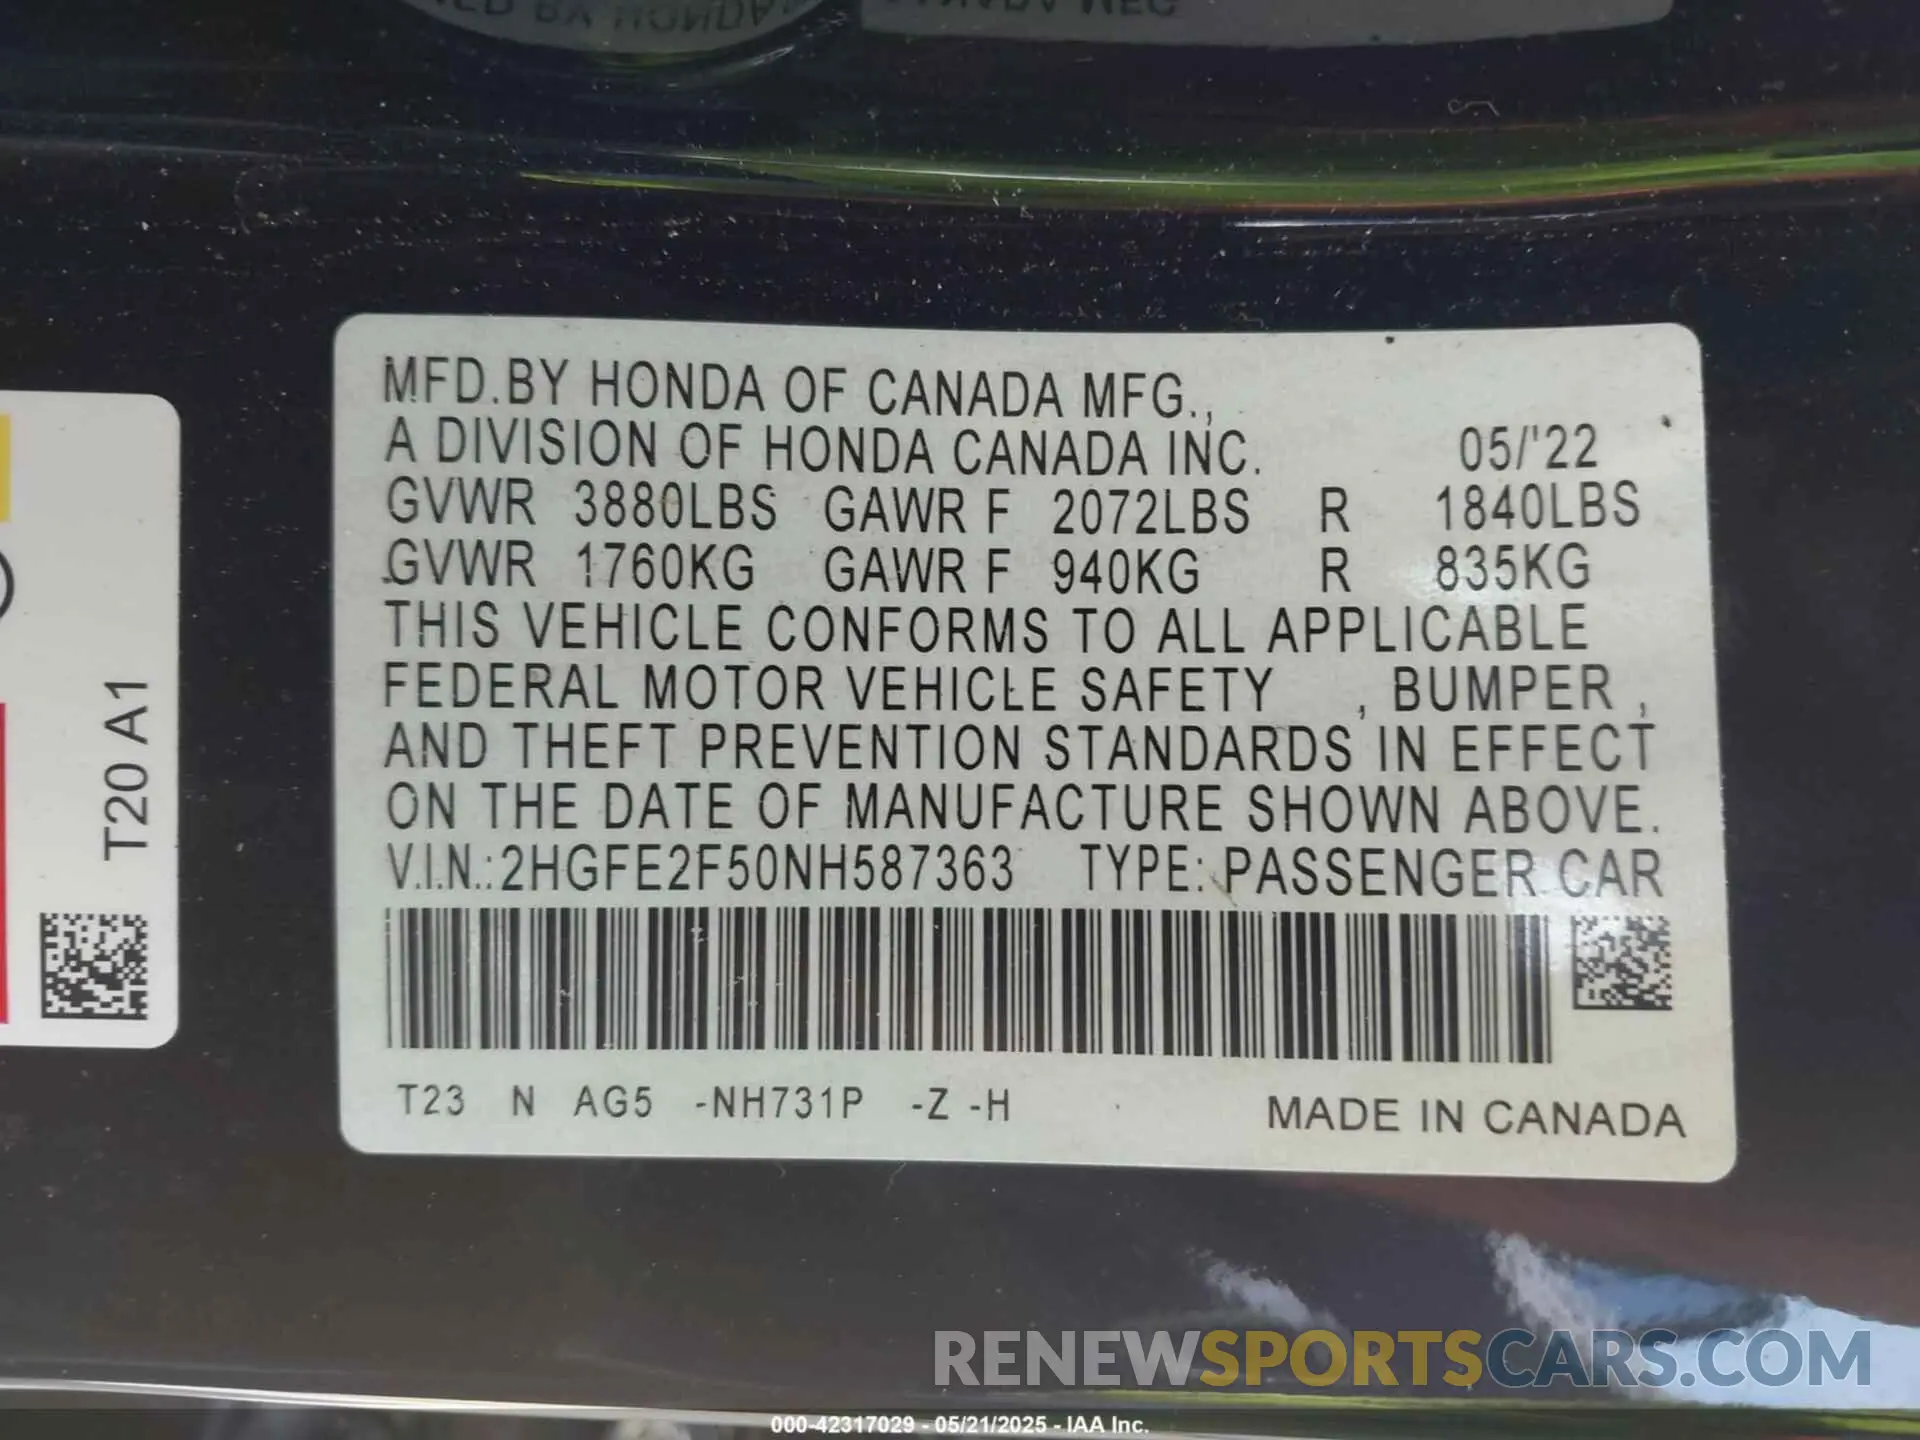 MFD.BY HONDA OF CANADA MFG.,
A DIVISION OF HONDA CANADA INC. 05/'22
GVWR 3880LBS GAWR F 2072LBS R 1840LBS
GVWR 1760KG GAWR F 940KG R 835KG
THIS VEHICLE CONFORMS TO ALL APPLICABLE
FEDERAL MOTOR VEHICLE SAFETY , BUMPER ,
AND THEFT PREVENTION STANDARDS IN EFFECT
ON THE DATE OF MANUFACTURE SHOWN ABOVE.
V.I.N.:2HGFE2F50NH587363 TYPE: PASSENGER CAR
T23 N AG5 -NH731P -Z -H MADE IN CANADA
T20 A1
RENEWSPORTSCARS.COM
000-42317029 - 05/21/2025 - IAA Inc.